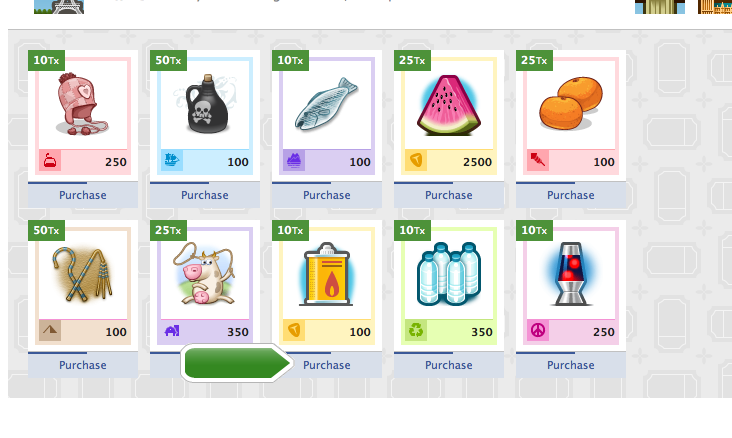 10Tx 50Tx 10Tx 25Tx 25Tx
250 100 100 2500 100
Purchase Purchase Purchase Purchase Purchase
50Tx 25Tx 10Tx 10Tx 10Tx
100 350 100 350 250
Purchase Purchase Purchase Purchase